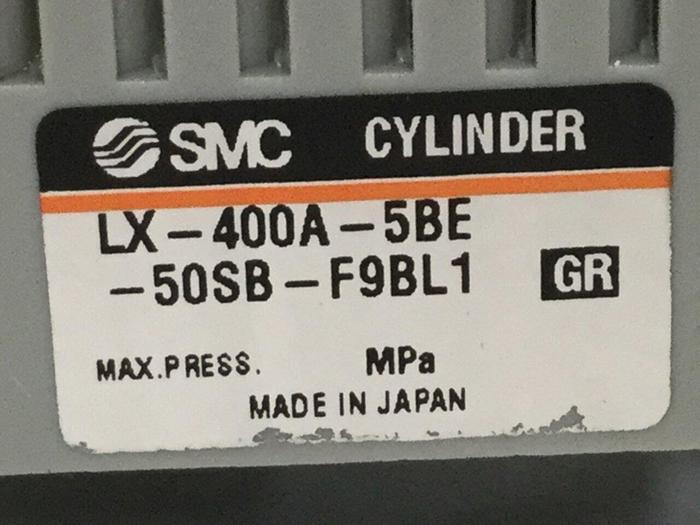 SMC CYLINDER
LX-400A-5BE
-50SB-F9BL1 GR
MAX.PRESS. MPa
MADE IN JAPAN